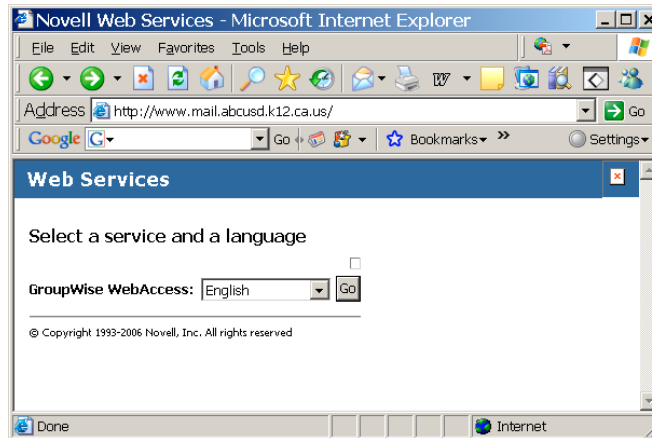 Novell Web Services - Microsoft Internet Explorer
File Edit View Favorites Tools Help
Address http://www.mail.abcusd.k12.ca.us/ Go
Google G Go Bookmarks » Settings
Web Services
Select a service and a language
GroupWise WebAccess: English Go
© Copyright 1993-2006 Novell, Inc. All rights reserved
Done Internet